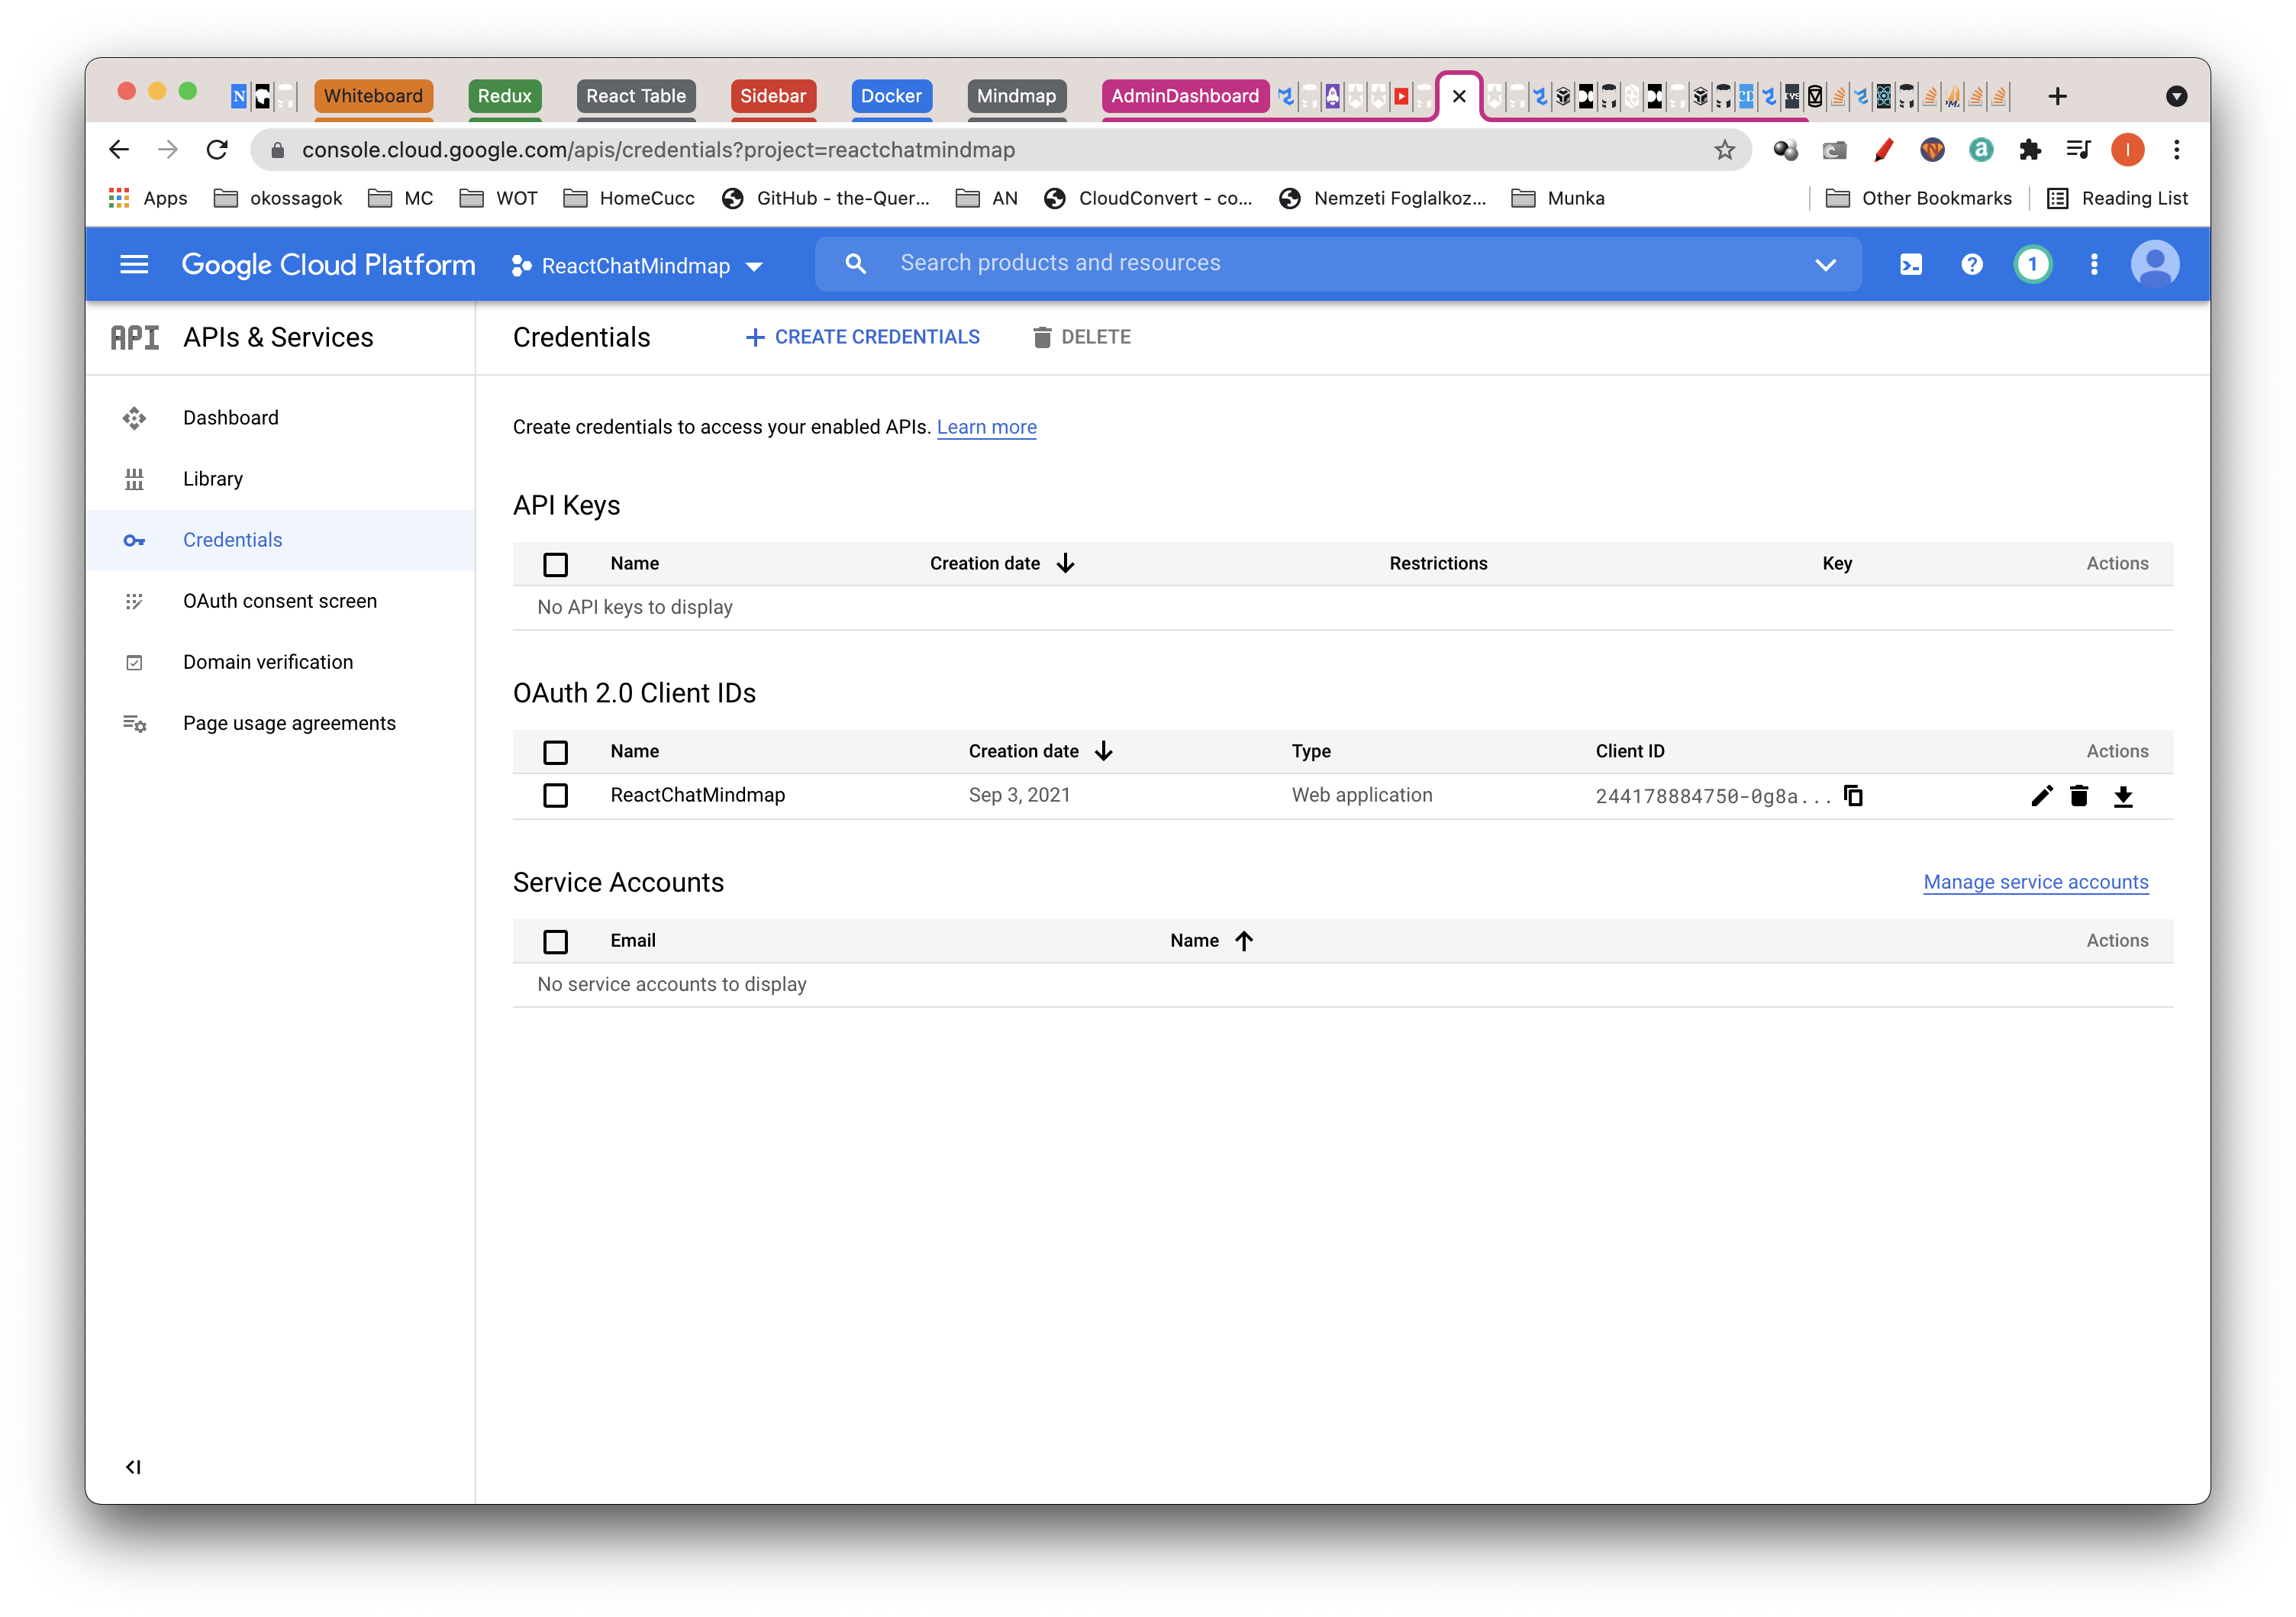 Whiteboard Redux React Table Sidebar Docker Mindmap AdminDashboard
console.cloud.google.com/apis/credentials?project=reactchatmindmap
Apps okossagok MC WOT HomeCucc GitHub - the-Quer... AN CloudConvert - co... Nemzeti Foglalkoz... Munka Other Bookmarks Reading List
Google Cloud Platform ReactChatMindmap Search products and resources 1
API APIs & Services
Credentials + CREATE CREDENTIALS DELETE
Dashboard
Library
Credentials
OAuth consent screen
Domain verification
Page usage agreements
Create credentials to access your enabled APIs. Learn more
API Keys
Name Creation date Restrictions Key Actions
No API keys to display
OAuth 2.0 Client IDs
Name Creation date Type Client ID Actions
ReactChatMindmap Sep 3, 2021 Web application 244178884750-0g8a...
Service Accounts Manage service accounts
Email Name Actions
No service accounts to display